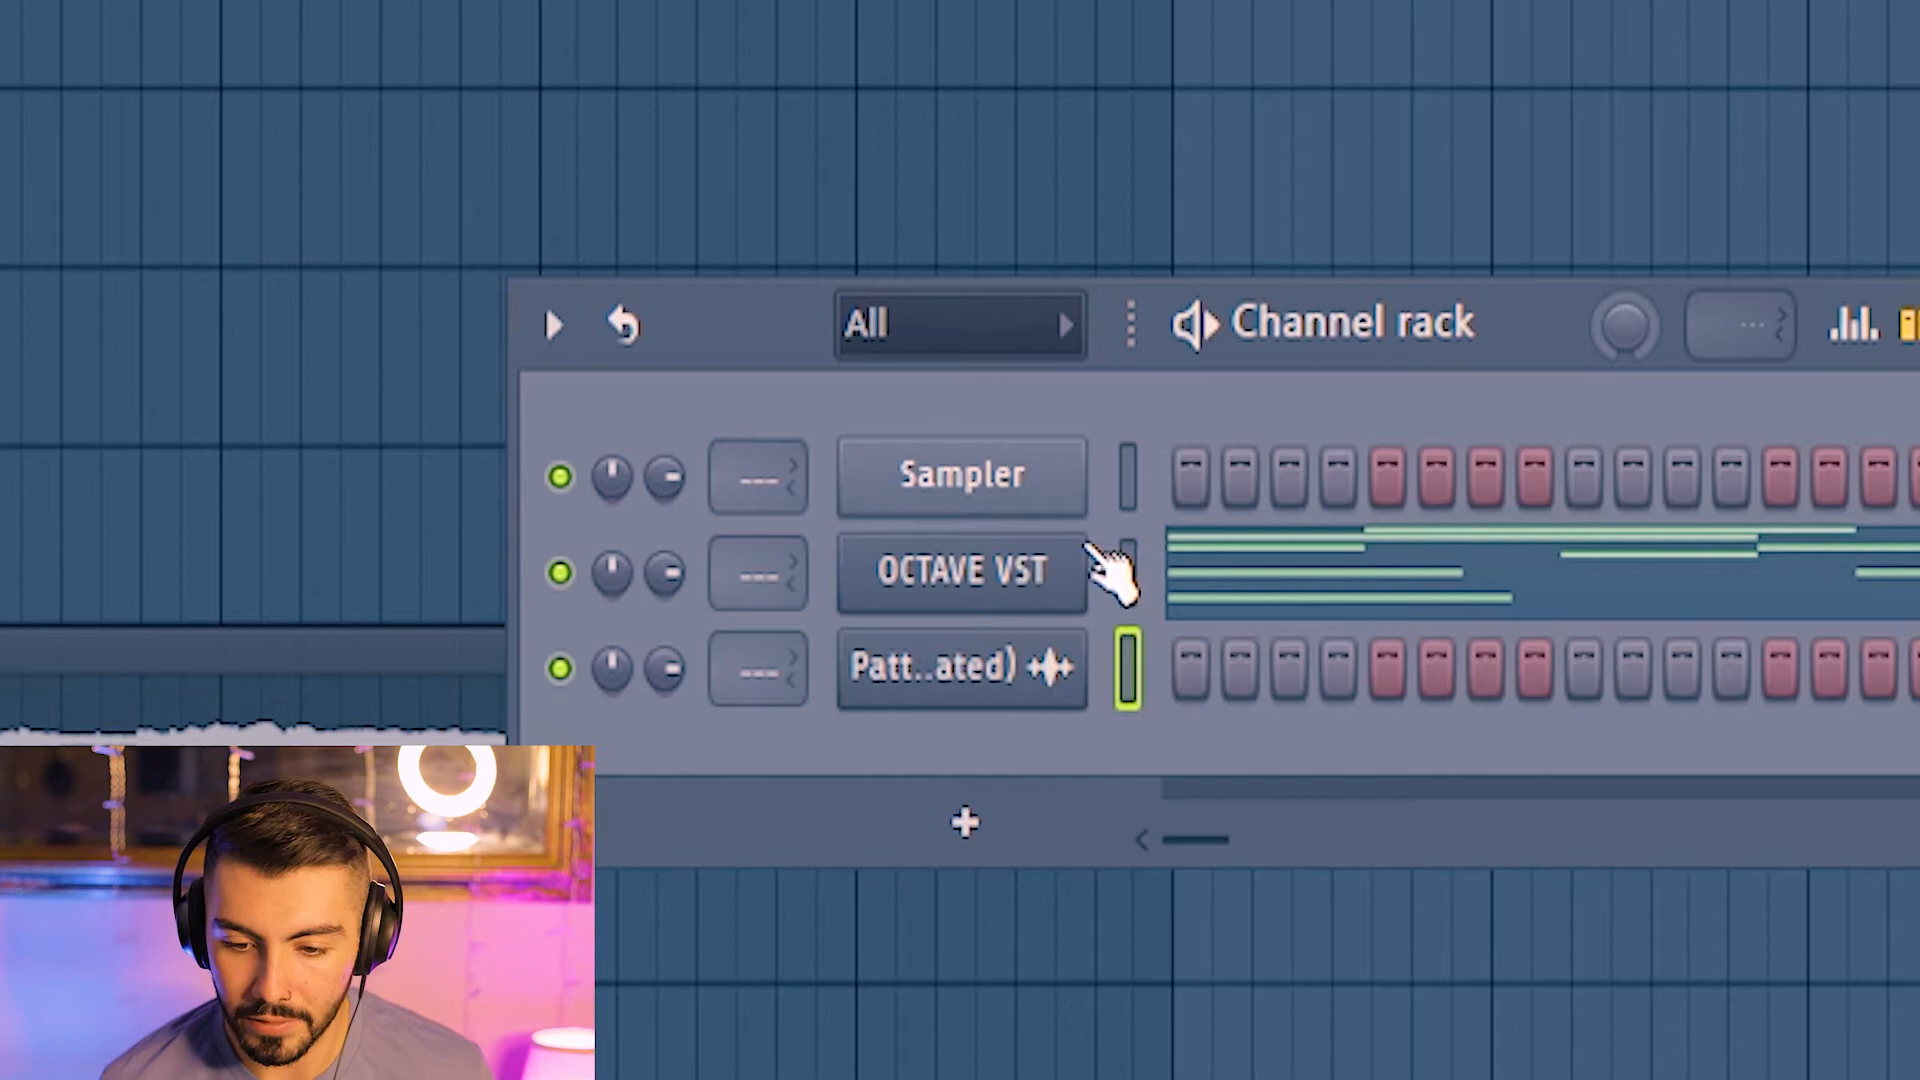 All
Channel rack
---
Sampler
---
OCTAVE VST
---
Patt..ated)